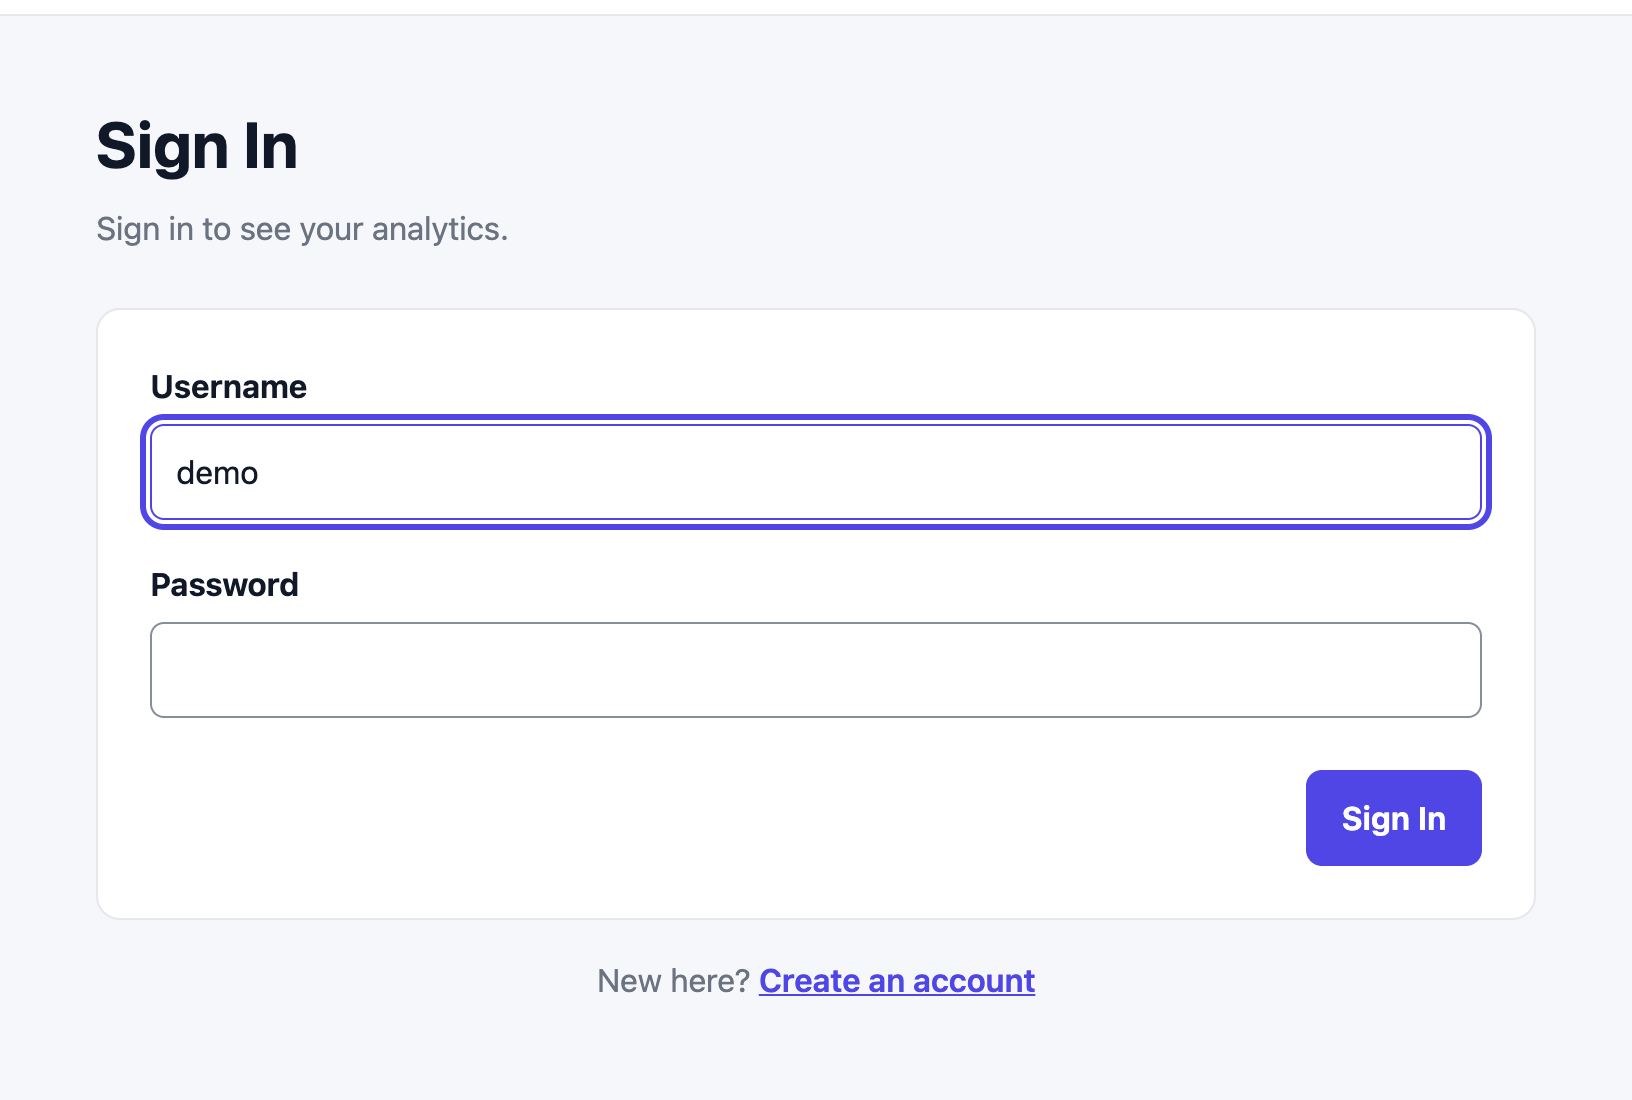 Sign In
Sign in to see your analytics.
Username
demo
Password
Sign In
New here? Create an account